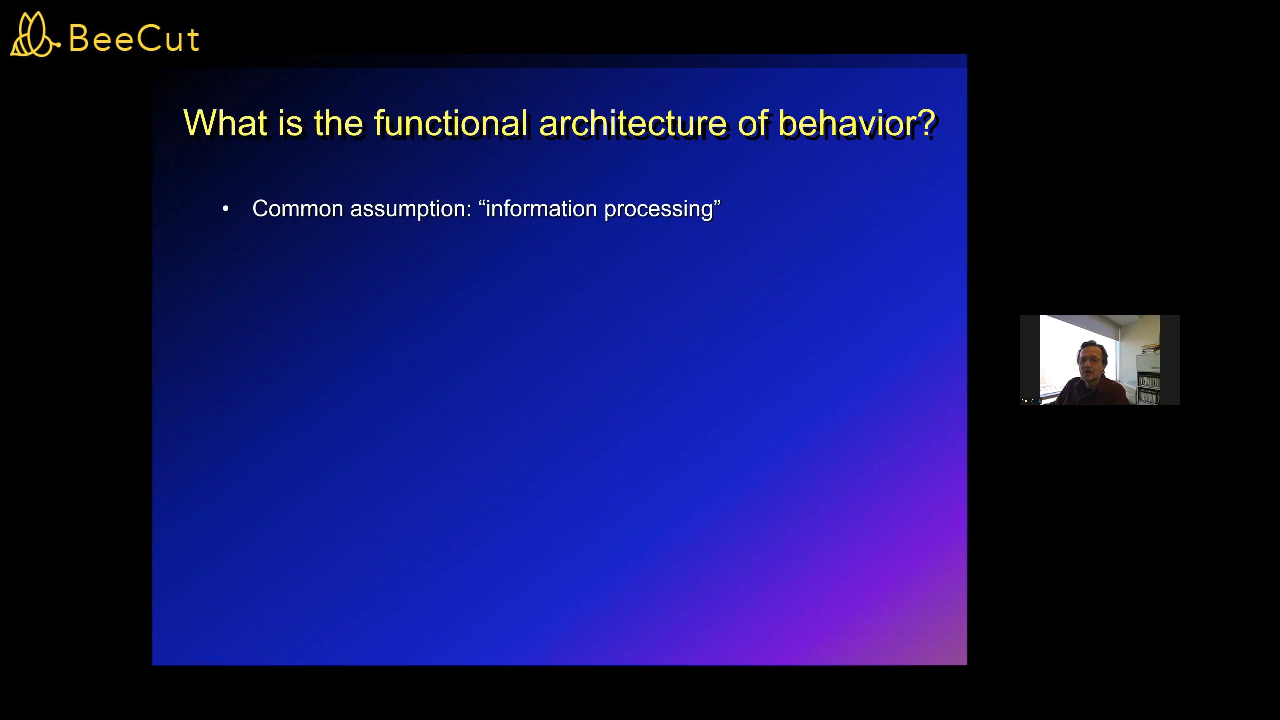 BeeCut
What is the functional architecture of behavior?
• Common assumption: “information processing”